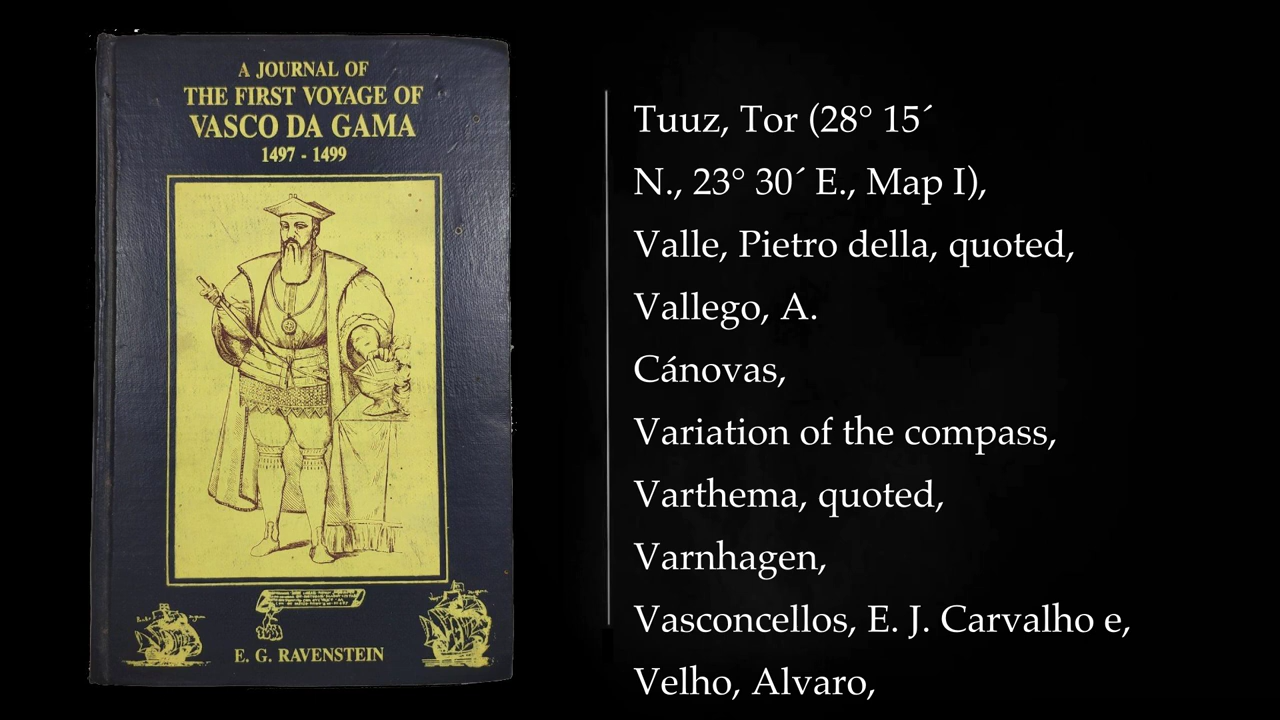 A JOURNAL OF
THE FIRST VOYAGE OF
VASCO DA GAMA
1497 - 1499
E. G. RAVENSTEIN
Tuuz, Tor (28° 15´
N., 23° 30´ E., Map I),
Valle, Pietro della, quoted,
Vallego, A.
Cánovas,
Variation of the compass,
Varthema, quoted,
Varnhagen,
Vasconcellos, E. J. Carvalho e,
Velho, Alvaro,